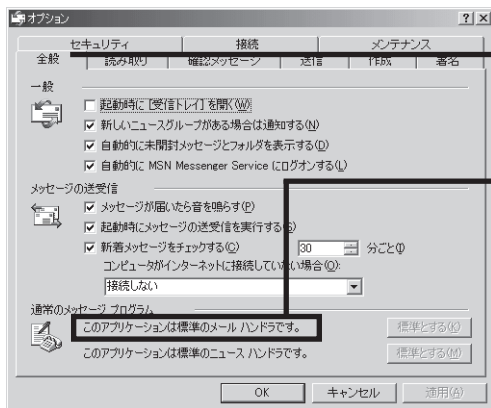 オプション
セキュリティ 接続 メンテナンス
全般 読み取り 確認メッセージ 送信 作成 署名
一般
起動時に [受信トレイ] を開く(W)
新しいニュースグループがある場合は通知する(N)
自動的に未開封メッセージとフォルダを表示する(D)
自動的に MSN Messenger Service にログオンする(L)
メッセージの送受信
メッセージが届いたら音を鳴らす(P)
起動時にメッセージの送受信を実行する(S)
新着メッセージをチェックする(C) 30 分ごと(I)
コンピュータがインターネットに接続していない場合(O):
接続しない
通常のメッセージ プログラム
このアプリケーションは標準のメール ハンドラです。 標準とする(K)
このアプリケーションは標準のニュース ハンドラです。 標準とする(M)
OK キャンセル 適用(A)